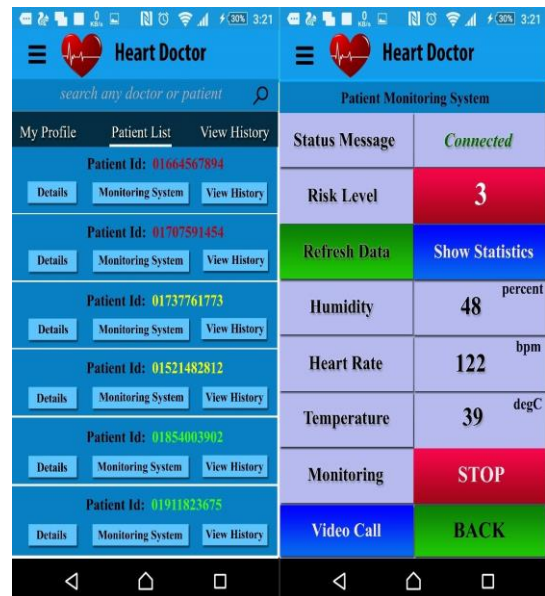 30% 3:21
Heart Doctor
search any doctor or patient
My Profile Patient List View History
Patient Id: 01664567894
Details Monitoring System View History
Patient Id: 01707591454
Details Monitoring System View History
Patient Id: 01737761773
Details Monitoring System View History
Patient Id: 01521482812
Details Monitoring System View History
Patient Id: 01854003902
Details Monitoring System View History
Patient Id: 01911823675
Details Monitoring System View History
30% 3:21
Heart Doctor
Patient Monitoring System
Status Message Connected
Risk Level 3
Refresh Data Show Statistics
Humidity 48 percent
Heart Rate 122 bpm
Temperature 39 degC
Monitoring STOP
Video Call BACK